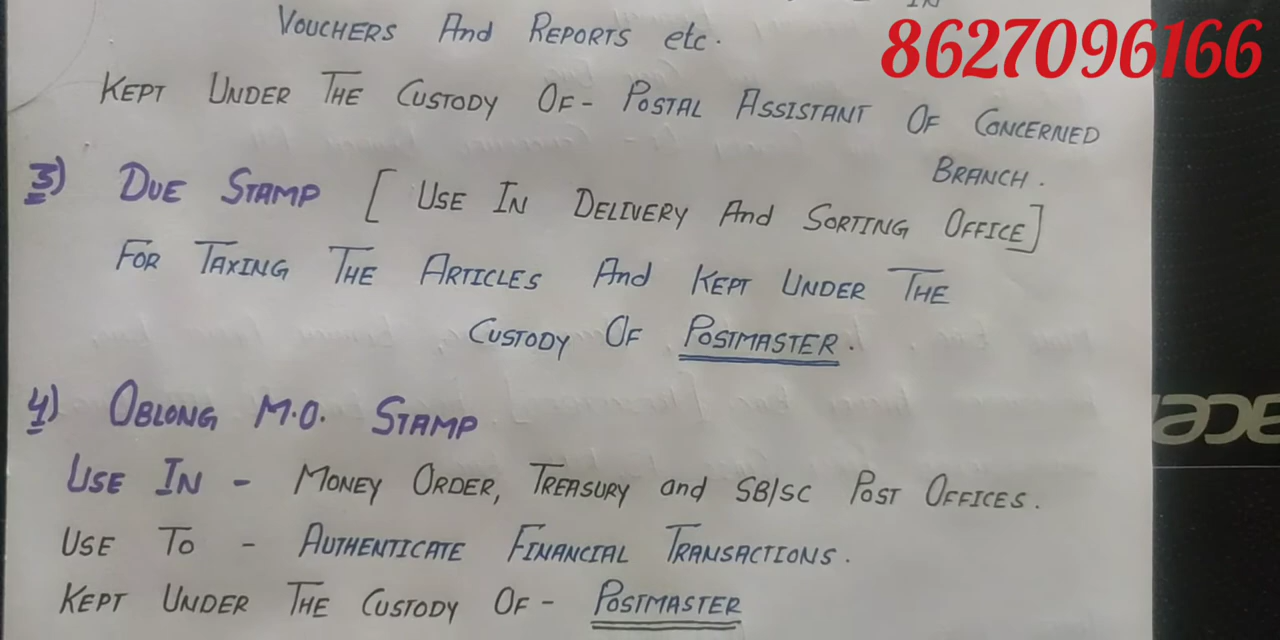 IN
8627096166
VOUCHERS And REPORTS etc.
KEPT UNDER THE CUSTODY OF - POSTAL ASSISTANT OF CONCERNED
BRANCH.
3) DUE STAMP [ USE IN DELIVERY And SORTING OFFICE]
FOR TAXING THE ARTICLES And KEPT UNDER THE
CUSTODY OF POSTMASTER.
4) OBLONG M.O. STAMP
USE IN - MONEY ORDER, TREASURY and SB/SC POST OFFICES.
USE TO - AUTHENTICATE FINANCIAL TRANSACTIONS.
KEPT UNDER THE CUSTODY OF - POSTMASTER
acer